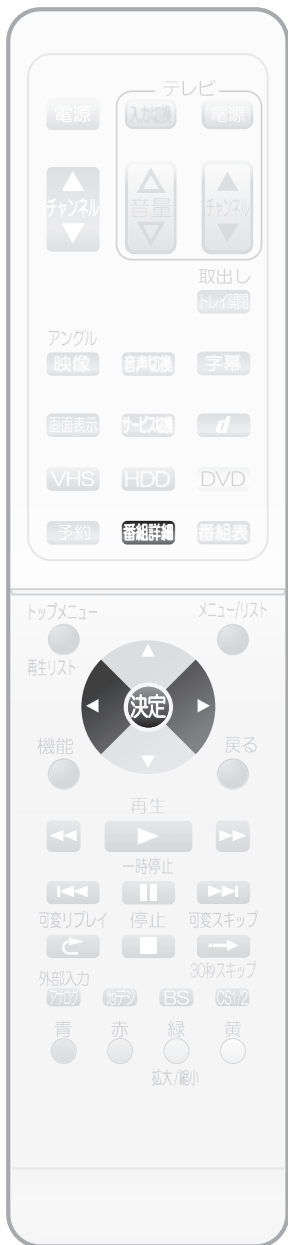 テレビ
電源 入力切換 電源
チャンネル 音量 チャンネル
取出し
トレイ開/閉
アングル
映像 音声切換 字幕
画面表示 サービス切換 d
VHS HDD DVD
予約 番組詳細 番組表
トップメニュー メニュー/リスト
再生リスト
決定
機能 戻る
再生
一時停止
可変リプレイ 停止 可変スキップ
30秒スキップ
外部入力
アナログ 地デジ BS CS1/2
青 赤 緑 黄
拡大/縮小